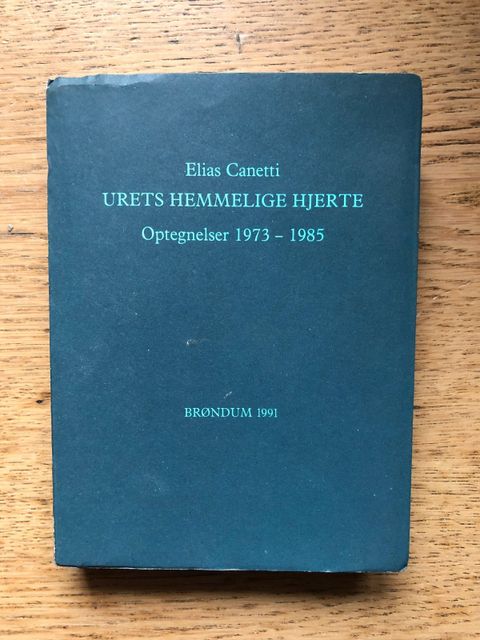 Elias Canetti
URETS HEMMELIGE HJERTE
Optegnelser 1973 – 1985
BRØNDUM 1991